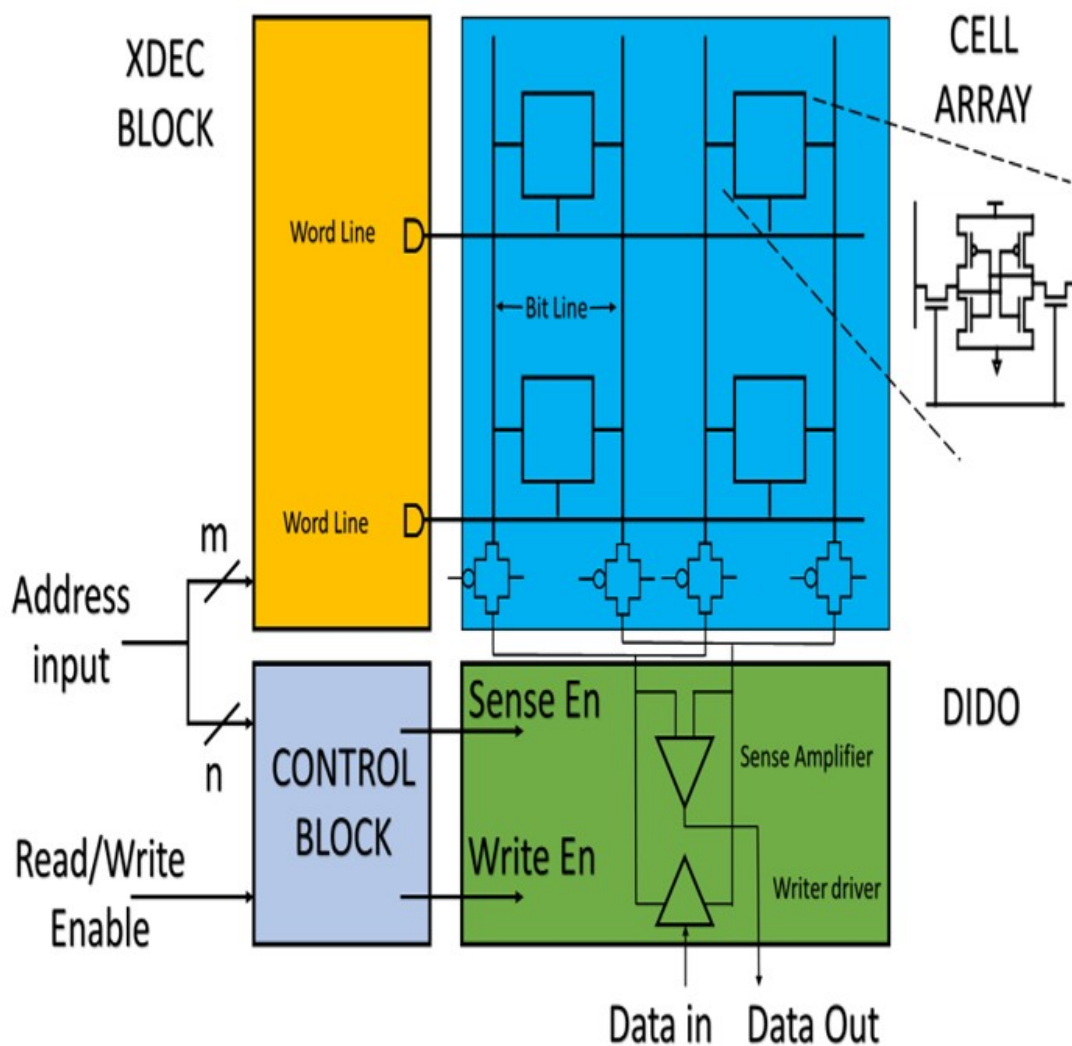 XDEC
BLOCK
CELL
ARRAY
Word Line
Bit Line
Word Line
m
Address
input
n
CONTROL
BLOCK
Sense En
DIDO
Sense Amplifier
Read/Write
Enable
Write En
Writer driver
Data in
Data Out